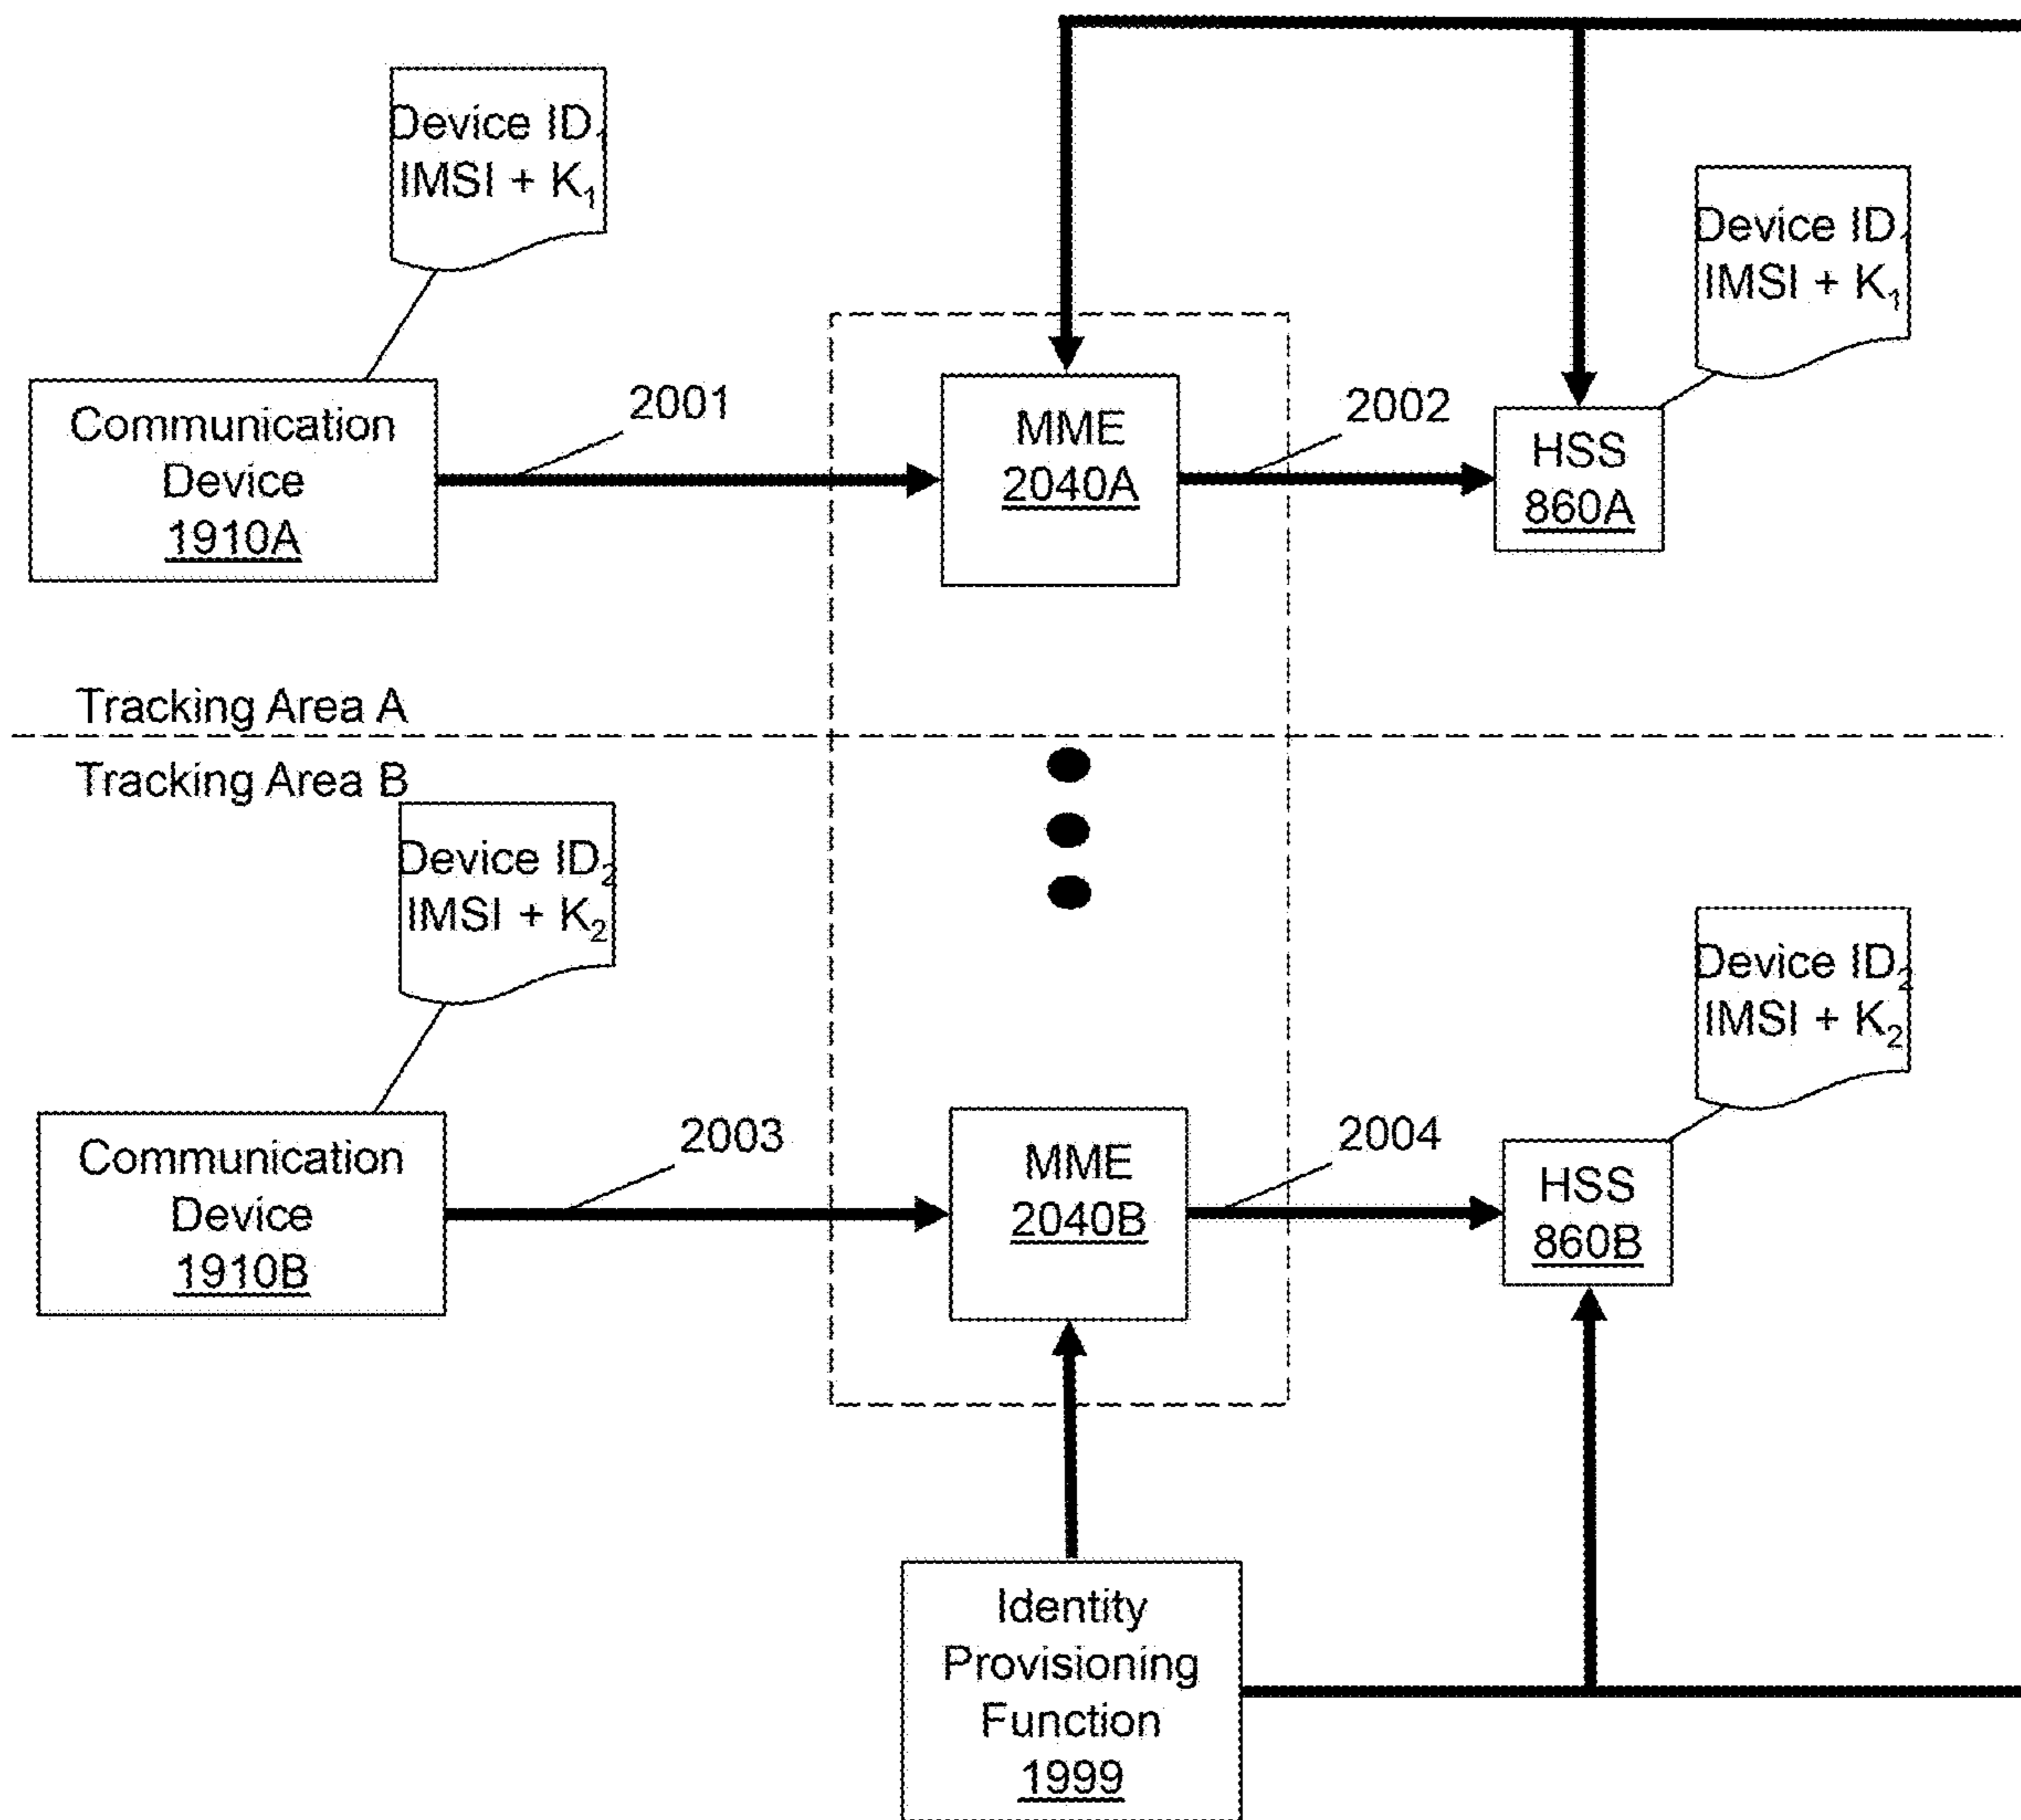 Device ID₁
IMSI + K₁
Device ID₁
IMSI + K₁
Communication
Device
1910A
2001
MME
2040A
2002
HSS
860A
Tracking Area A
Tracking Area B
Device ID₂
IMSI + K₂
Device ID₂
IMSI + K₂
Communication
Device
1910B
2003
MME
2040B
2004
HSS
860B
Identity
Provisioning
Function
1999